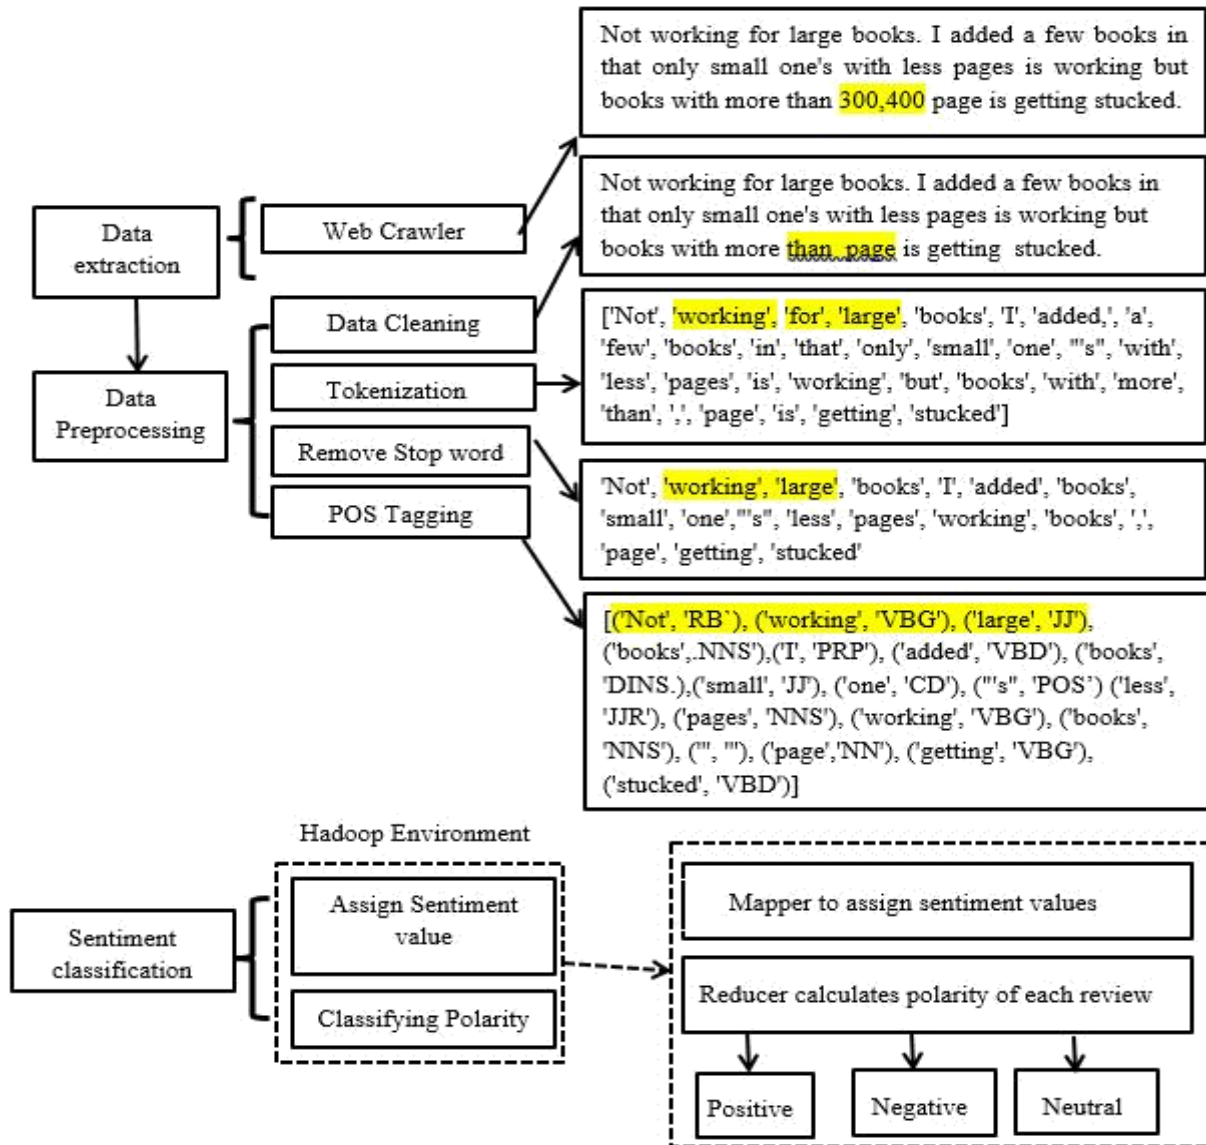 Not working for large books. I added a few books in
that only small one's with less pages is working but
books with more than 300,400 page is getting stucked.
Data
extraction
Web Crawler
Not working for large books. I added a few books in
that only small one's with less pages is working but
books with more than page is getting stucked.
Data
Preprocessing
Data Cleaning
Tokenization
Remove Stop word
POS Tagging
['Not', 'working', 'for', 'large', 'books', 'I', 'added,', 'a',
'few', 'books', 'in', 'that', 'only', 'small', 'one', "'s", 'with',
'less', 'pages', 'is', 'working', 'but', 'books', 'with', 'more',
'than', ',', 'page', 'is', 'getting', 'stucked']
'Not', 'working', 'large', 'books', 'I', 'added', 'books',
'small', 'one',"'s", 'less', 'pages', 'working', 'books', ',',
'page', 'getting', 'stucked'
[('Not', 'RB`), ('working', 'VBG'), ('large', 'JJ'),
('books',.NNS'),('I', 'PRP'), ('added', 'VBD'), ('books',
'DINS.),('small', 'JJ'), ('one', 'CD'), ("'s", 'POS’) ('less',
'JJR'), ('pages', 'NNS'), ('working', 'VBG'), ('books',
'NNS'), ('", "'), ('page','NN'), ('getting', 'VBG'),
('stucked', 'VBD')]
Hadoop Environment
Sentiment
classification
Assign Sentiment
value
Classifying Polarity
Mapper to assign sentiment values
Reducer calculates polarity of each review
Positive
Negative
Neutral